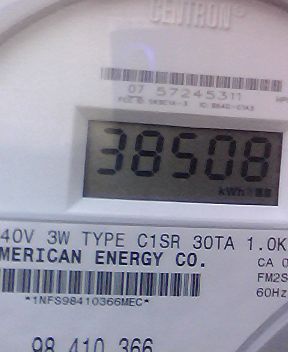 CENTRON®
07 57245311
38508
kWh
40V 3W TYPE C1SR 30TA 1.0K
MERICAN ENERGY CO.
CA 0
FM2S
*1NFS98410366MEC*
60Hz
98 410 366